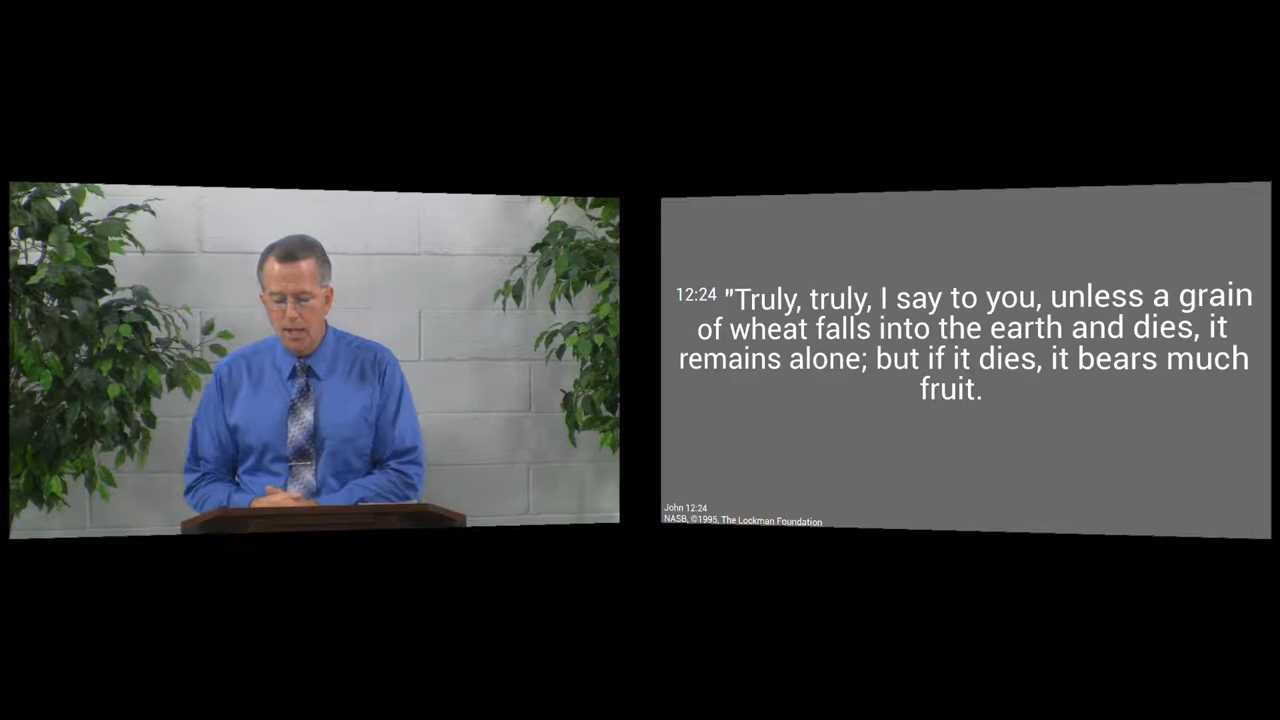 12:24 "Truly, truly, I say to you, unless a grain
of wheat falls into the earth and dies, it
remains alone; but if it dies, it bears much
fruit.
John 12:24
NASB, ©1995, The Lockman Foundation